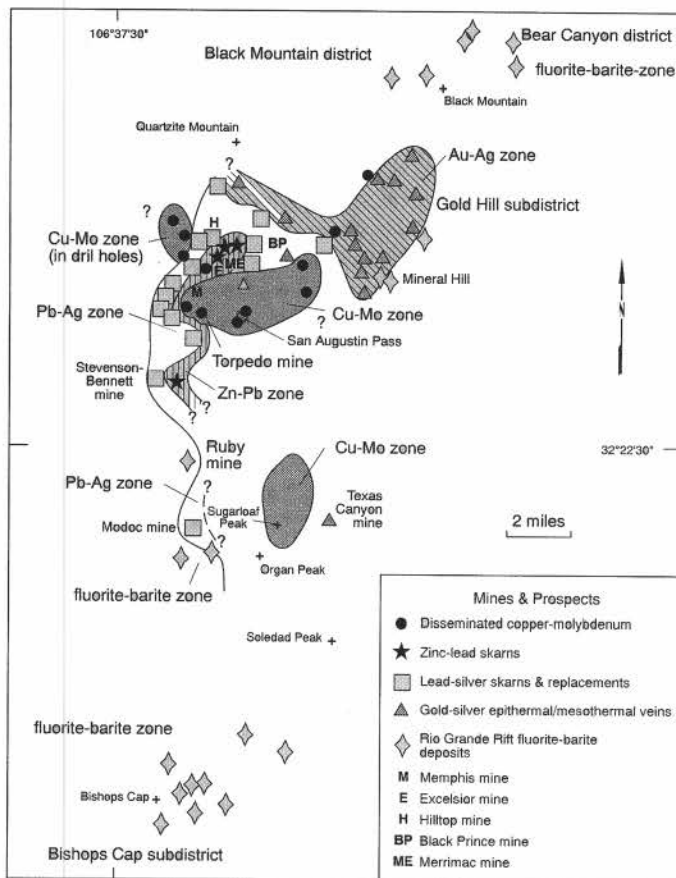 106°37'30"
Bear Canyon district
Black Mountain district
fluorite-barite-zone
Black Mountain
Quartzite Mountain
?
Au-Ag zone
?
Gold Hill subdistrict
H
Cu-Mo zone
(in dril holes)
BP
ME
E
Mineral Hill
M
Cu-Mo zone
?
Pb-Ag zone
N
San Augustin Pass
Torpedo mine
Stevenson-
Bennett
mine
Zn-Pb zone
?
?
Ruby
mine
Cu-Mo zone
32°22'30"
Pb-Ag zone
?
Sugarloaf
Peak
Texas
Canyon
mine
2 miles
Modoc mine
?
Organ Peak
fluorite-barite zone
Soledad Peak
fluorite-barite zone
Bishops Cap
Bishops Cap subdistrict
Mines & Prospects
Disseminated copper-molybdenum
Zinc-lead skarns
Lead-silver skarns & replacements
Gold-silver epithermal/mesothermal veins
Rio Grande Rift fluorite-barite
deposits
M Memphis mine
E Excelsior mine
H Hilltop mine
BP Black Prince mine
ME Merrimac mine